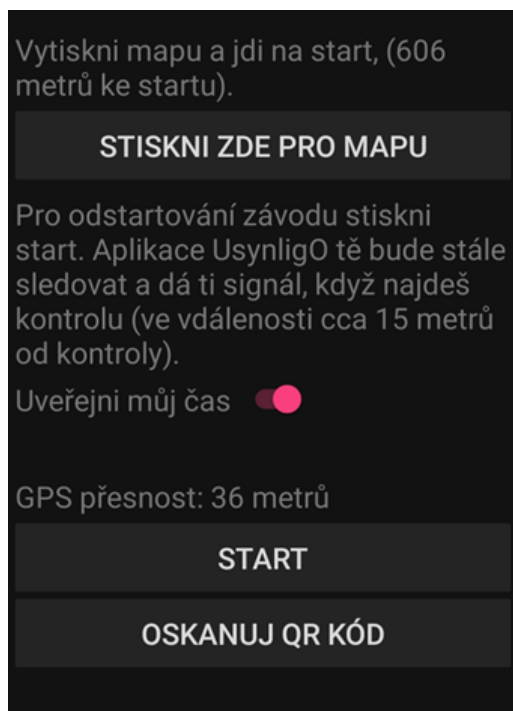 Vytiskni mapu a jdi na start, (606
metrů ke startu).
STISKNI ZDE PRO MAPU
Pro odstartování závodu stiskni
start. Aplikace UsynligO tě bude stále
sledovat a dá ti signál, když najdeš
kontrolu (ve vdálenosti cca 15 metrů
od kontroly).
Uveřejni můj čas
GPS přesnost: 36 metrů
START
OSKANUJ QR KÓD